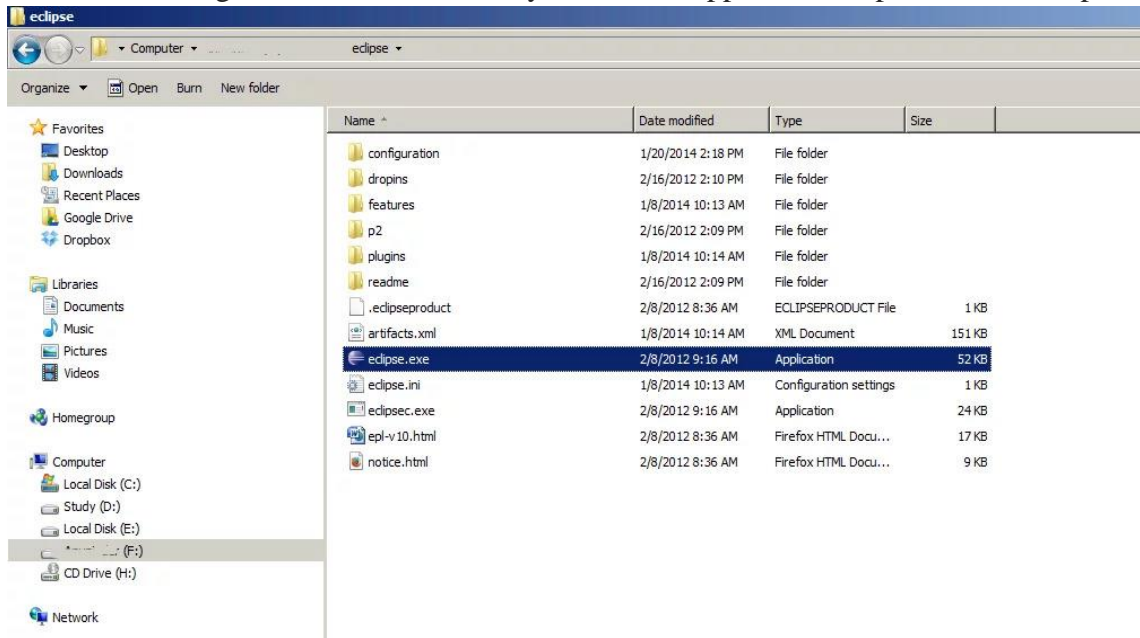 eclipse
Computer
eclipse
Organize Open Burn New folder
Favorites
Desktop
Downloads
Recent Places
Google Drive
Dropbox
Libraries
Documents
Music
Pictures
Videos
Homegroup
Computer
Local Disk (C:)
Study (D:)
Local Disk (E:)
(F:)
CD Drive (H:)
Network
Name Date modified Type Size
configuration 1/20/2014 2:18 PM File folder
dropins 2/16/2012 2:10 PM File folder
features 1/8/2014 10:13 AM File folder
p2 2/16/2012 2:09 PM File folder
plugins 1/8/2014 10:14 AM File folder
readme 2/16/2012 2:09 PM File folder
.eclipseproduct 2/8/2012 8:36 AM ECLIPSEPRODUCT File 1 KB
artifacts.xml 1/8/2014 10:14 AM XML Document 151 KB
eclipse.exe 2/8/2012 9:16 AM Application 52 KB
eclipse.ini 1/8/2014 10:13 AM Configuration settings 1 KB
eclipsec.exe 2/8/2012 9:16 AM Application 24 KB
epl-v10.html 2/8/2012 8:36 AM Firefox HTML Docu... 17 KB
notice.html 2/8/2012 8:36 AM Firefox HTML Docu... 9 KB